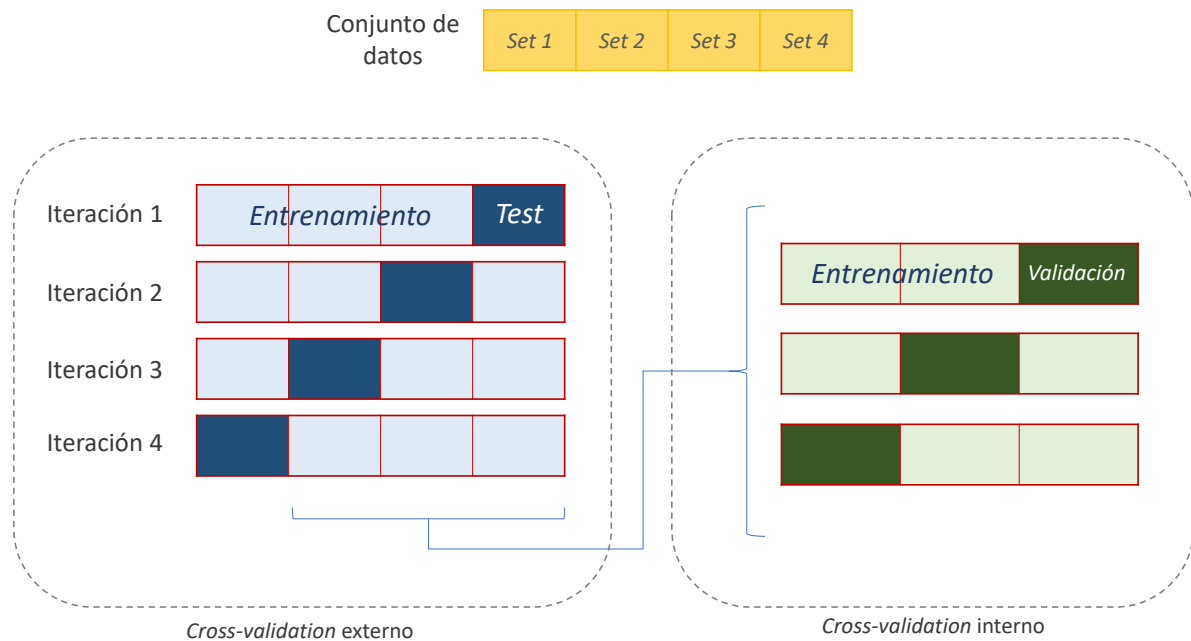 Conjunto de
datos
Set 1 Set 2 Set 3 Set 4
Iteración 1
Entrenamiento Test
Iteración 2
Iteración 3
Iteración 4
Cross-validation externo
Entrenamiento Validación
Cross-validation interno